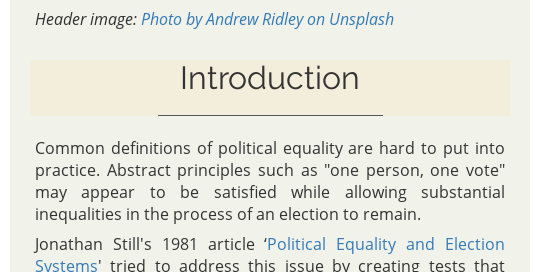 Header image: Photo by Andrew Ridley on Unsplash
Introduction
Common definitions of political equality are hard to put into
practice. Abstract principles such as "one person, one vote"
may appear to be satisfied while allowing substantial
inequalities in the process of an election to remain.
Jonathan Still's 1981 article ‘Political Equality and Election
Systems' tried to address this issue by creating tests that